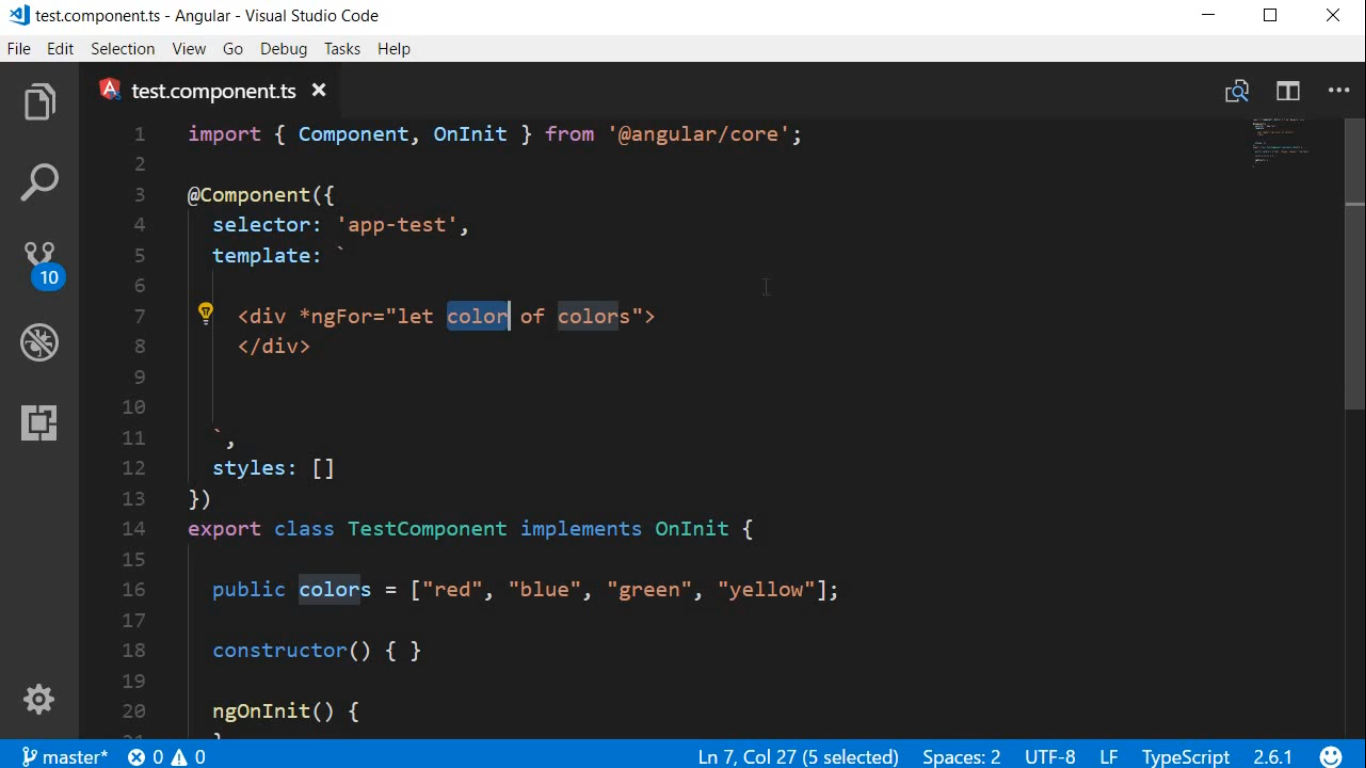 test.component.ts - Angular - Visual Studio Code
File Edit Selection View Go Debug Tasks Help
test.component.ts
1 import { Component, OnInit } from '@angular/core';
2
3 @Component({
4 selector: 'app-test',
5 template: `
6
7 <div *ngFor="let color of colors">
8 </div>
9
10
11 `,
12 styles: []
13 })
14 export class TestComponent implements OnInit {
15
16 public colors = ["red", "blue", "green", "yellow"];
17
18 constructor() { }
19
20 ngOnInit() {
21 }
10
master* 0 0 Ln 7, Col 27 (5 selected) Spaces: 2 UTF-8 LF TypeScript 2.6.1